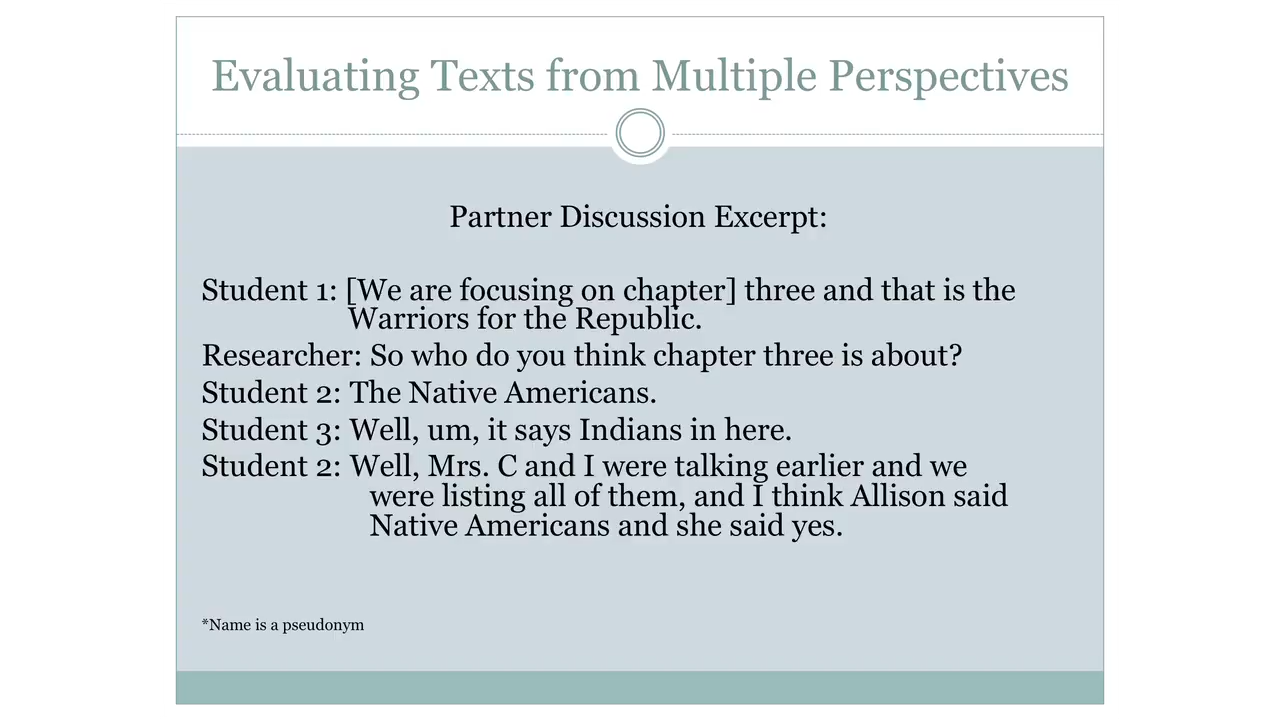 Evaluating Texts from Multiple Perspectives
Partner Discussion Excerpt:
Student 1: [We are focusing on chapter] three and that is the
Warriors for the Republic.
Researcher: So who do you think chapter three is about?
Student 2: The Native Americans.
Student 3: Well, um, it says Indians in here.
Student 2: Well, Mrs. C and I were talking earlier and we
were listing all of them, and I think Allison said
Native Americans and she said yes.
*Name is a pseudonym